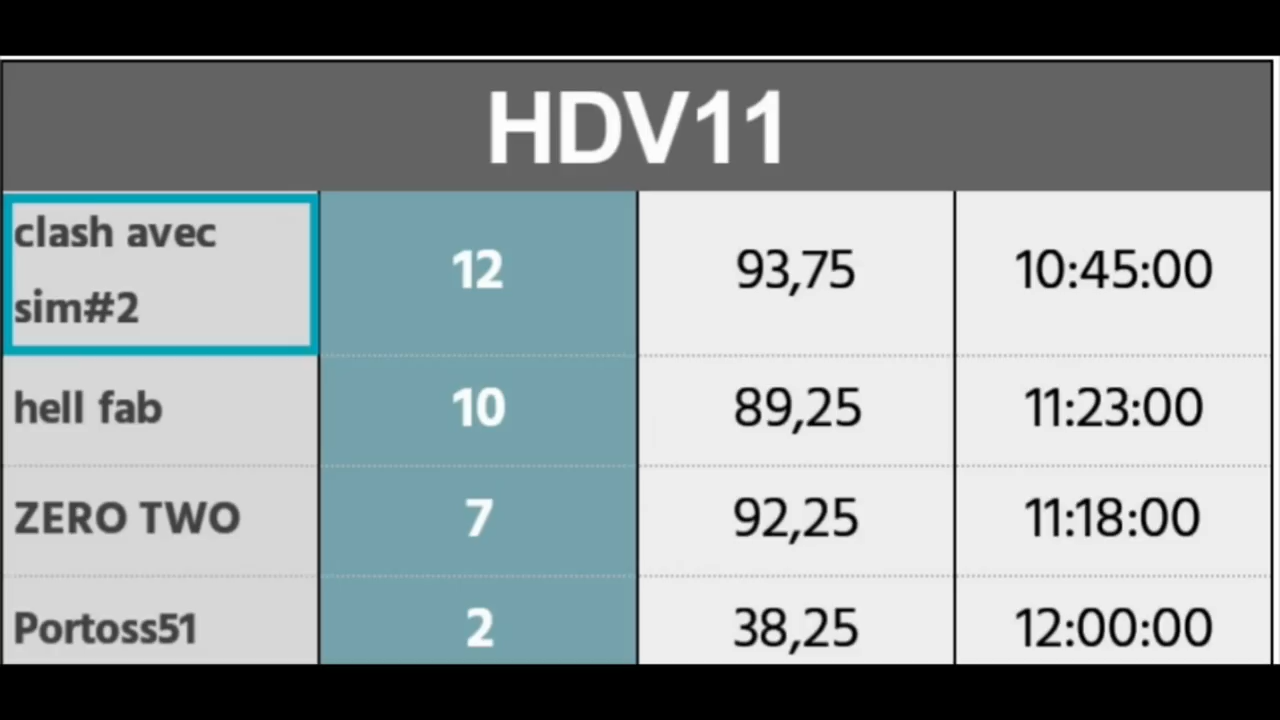 HDV11
clash avec
sim#2
12
93,75
10:45:00
hell fab
10
89,25
11:23:00
ZERO TWO
7
92,25
11:18:00
Portoss51
2
38,25
12:00:00